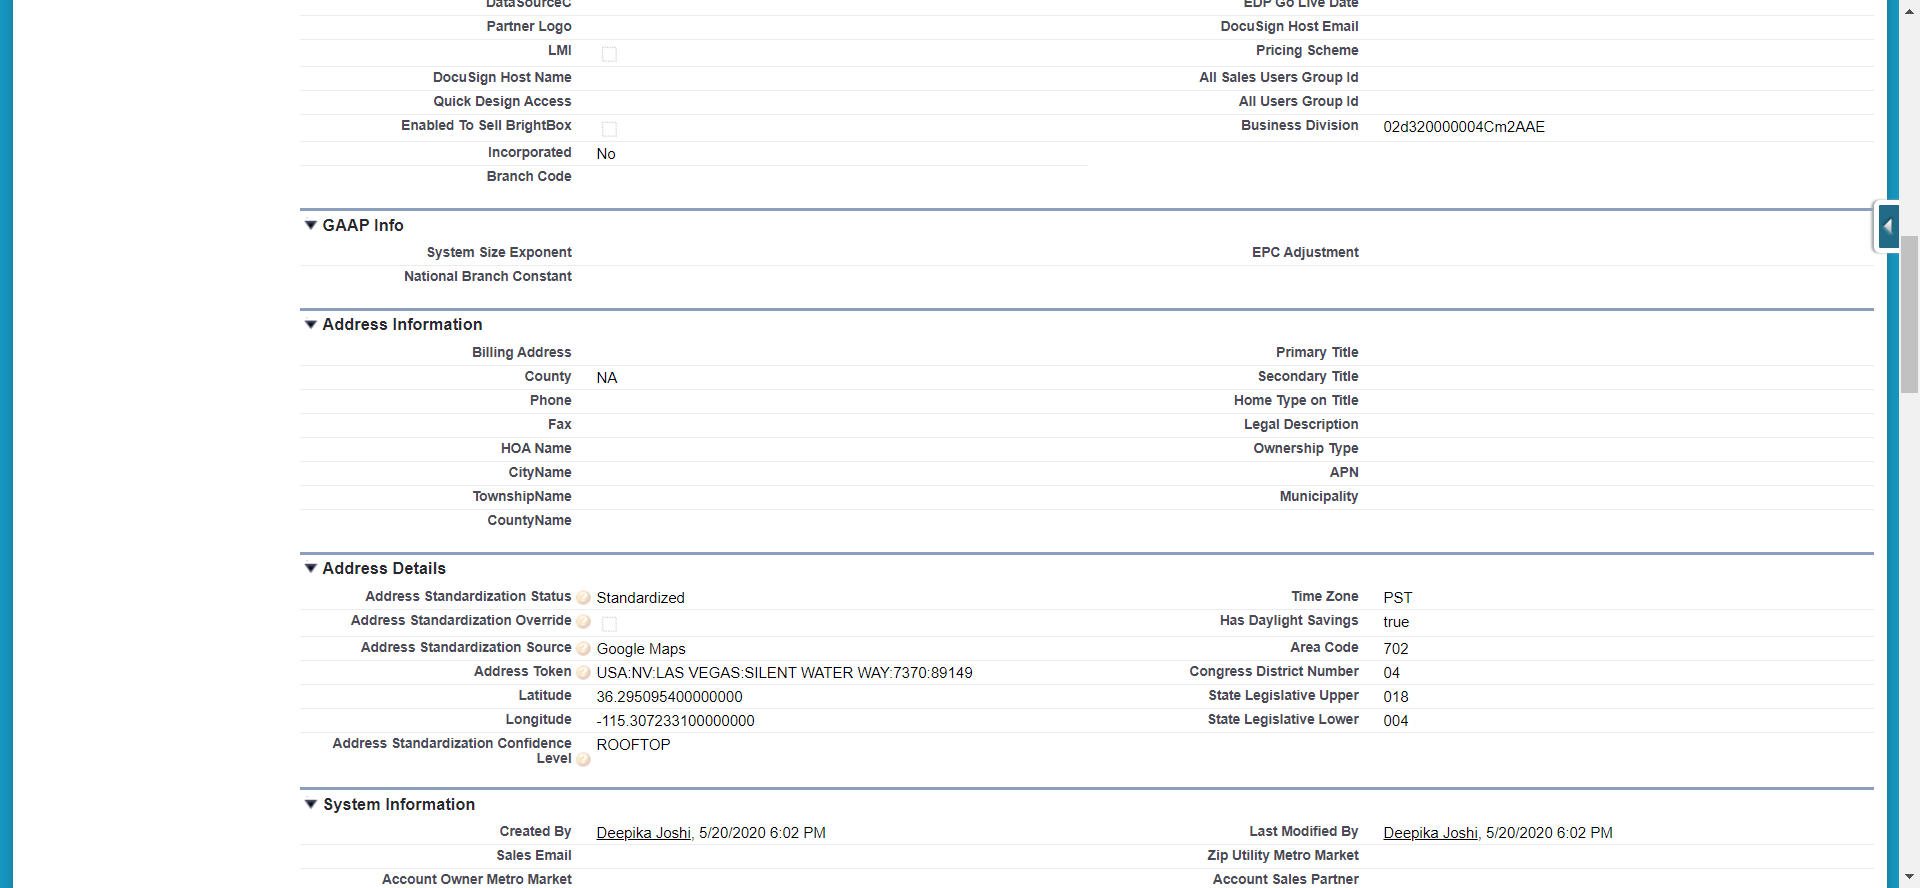 DataSourceC
EDP Go Live Date
Partner Logo
DocuSign Host Email
LMI
Pricing Scheme
DocuSign Host Name
All Sales Users Group Id
Quick Design Access
All Users Group Id
Enabled To Sell BrightBox
Business Division 02d320000004Cm2AAE
Incorporated No
Branch Code
GAAP Info
System Size Exponent
EPC Adjustment
National Branch Constant
Address Information
Billing Address
Primary Title
County NA
Secondary Title
Phone
Home Type on Title
Fax
Legal Description
HOA Name
Ownership Type
CityName
APN
TownshipName
Municipality
CountyName
Address Details
Address Standardization Status ? Standardized
Time Zone PST
Address Standardization Override ?
Has Daylight Savings true
Address Standardization Source ? Google Maps
Area Code 702
Address Token ? USA:NV:LAS VEGAS:SILENT WATER WAY:7370:89149
Congress District Number 04
Latitude 36.295095400000000
State Legislative Upper 018
Longitude -115.307233100000000
State Legislative Lower 004
Address Standardization Confidence
Level ? ROOFTOP
System Information
Created By Deepika Joshi, 5/20/2020 6:02 PM
Last Modified By Deepika Joshi, 5/20/2020 6:02 PM
Sales Email
Zip Utility Metro Market
Account Owner Metro Market
Account Sales Partner